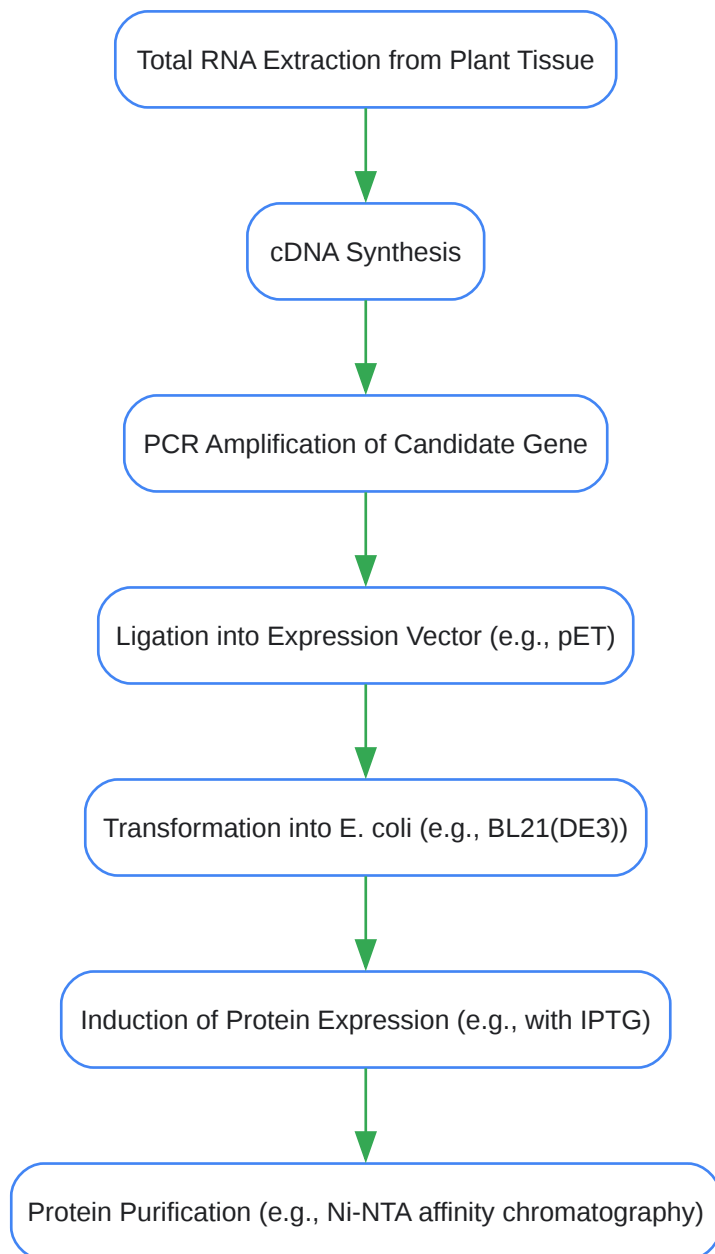 Total RNA Extraction from Plant Tissue
cDNA Synthesis
PCR Amplification of Candidate Gene
Ligation into Expression Vector (e.g., pET)
Transformation into E. coli (e.g., BL21(DE3))
Induction of Protein Expression (e.g., with IPTG)
Protein Purification (e.g., Ni-NTA affinity chromatography)